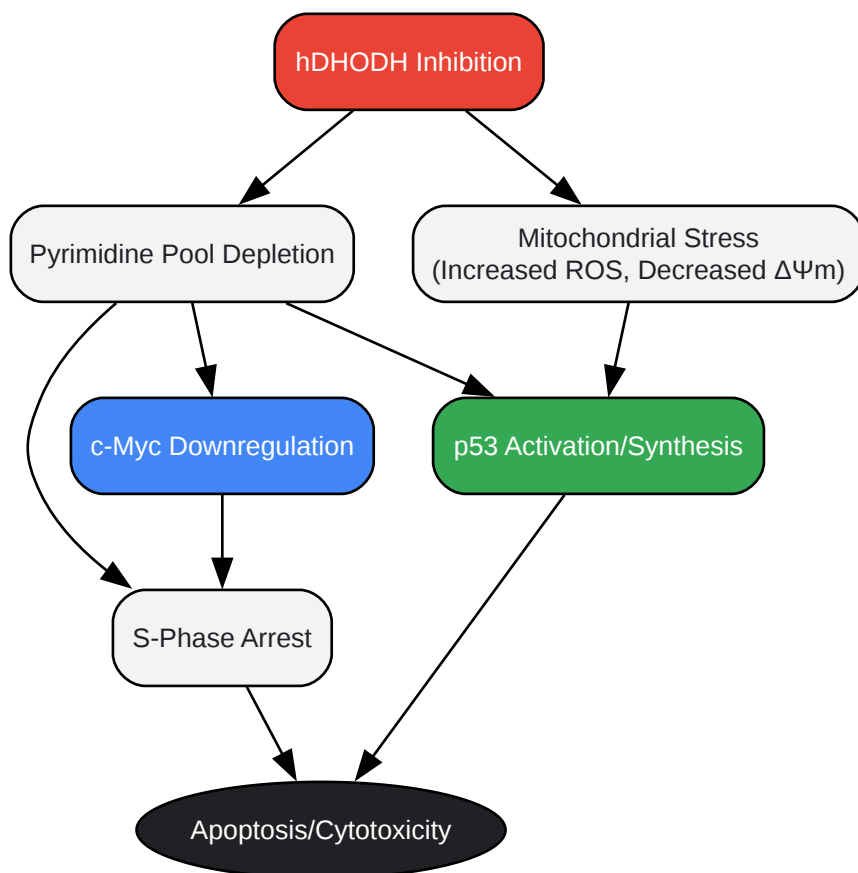 hDHODH Inhibition
Pyrimidine Pool Depletion
Mitochondrial Stress
(Increased ROS, Decreased ΔΨm)
c-Myc Downregulation
p53 Activation/Synthesis
S-Phase Arrest
Apoptosis/Cytotoxicity